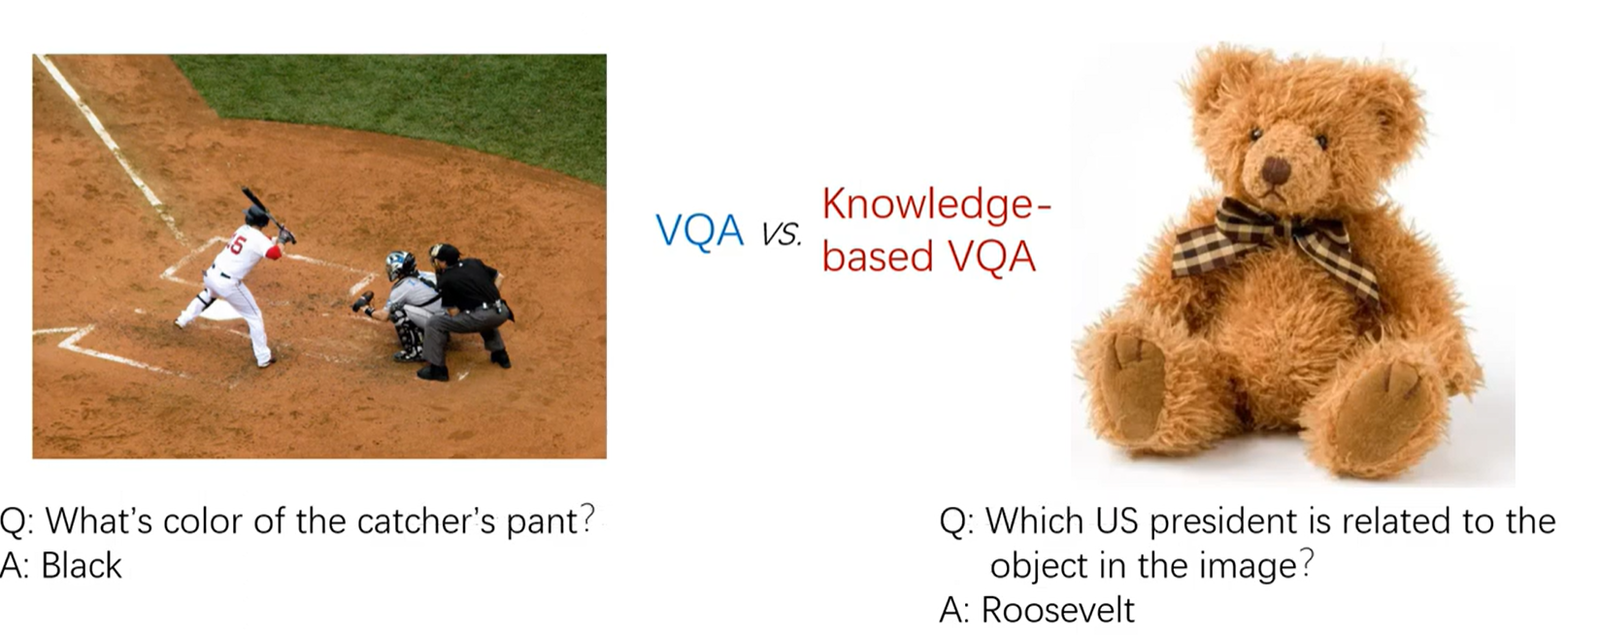 VQA vs. Knowledge-
based VQA
Q: What's color of the catcher's pant?
A: Black
Q: Which US president is related to the
object in the image?
A: Roosevelt